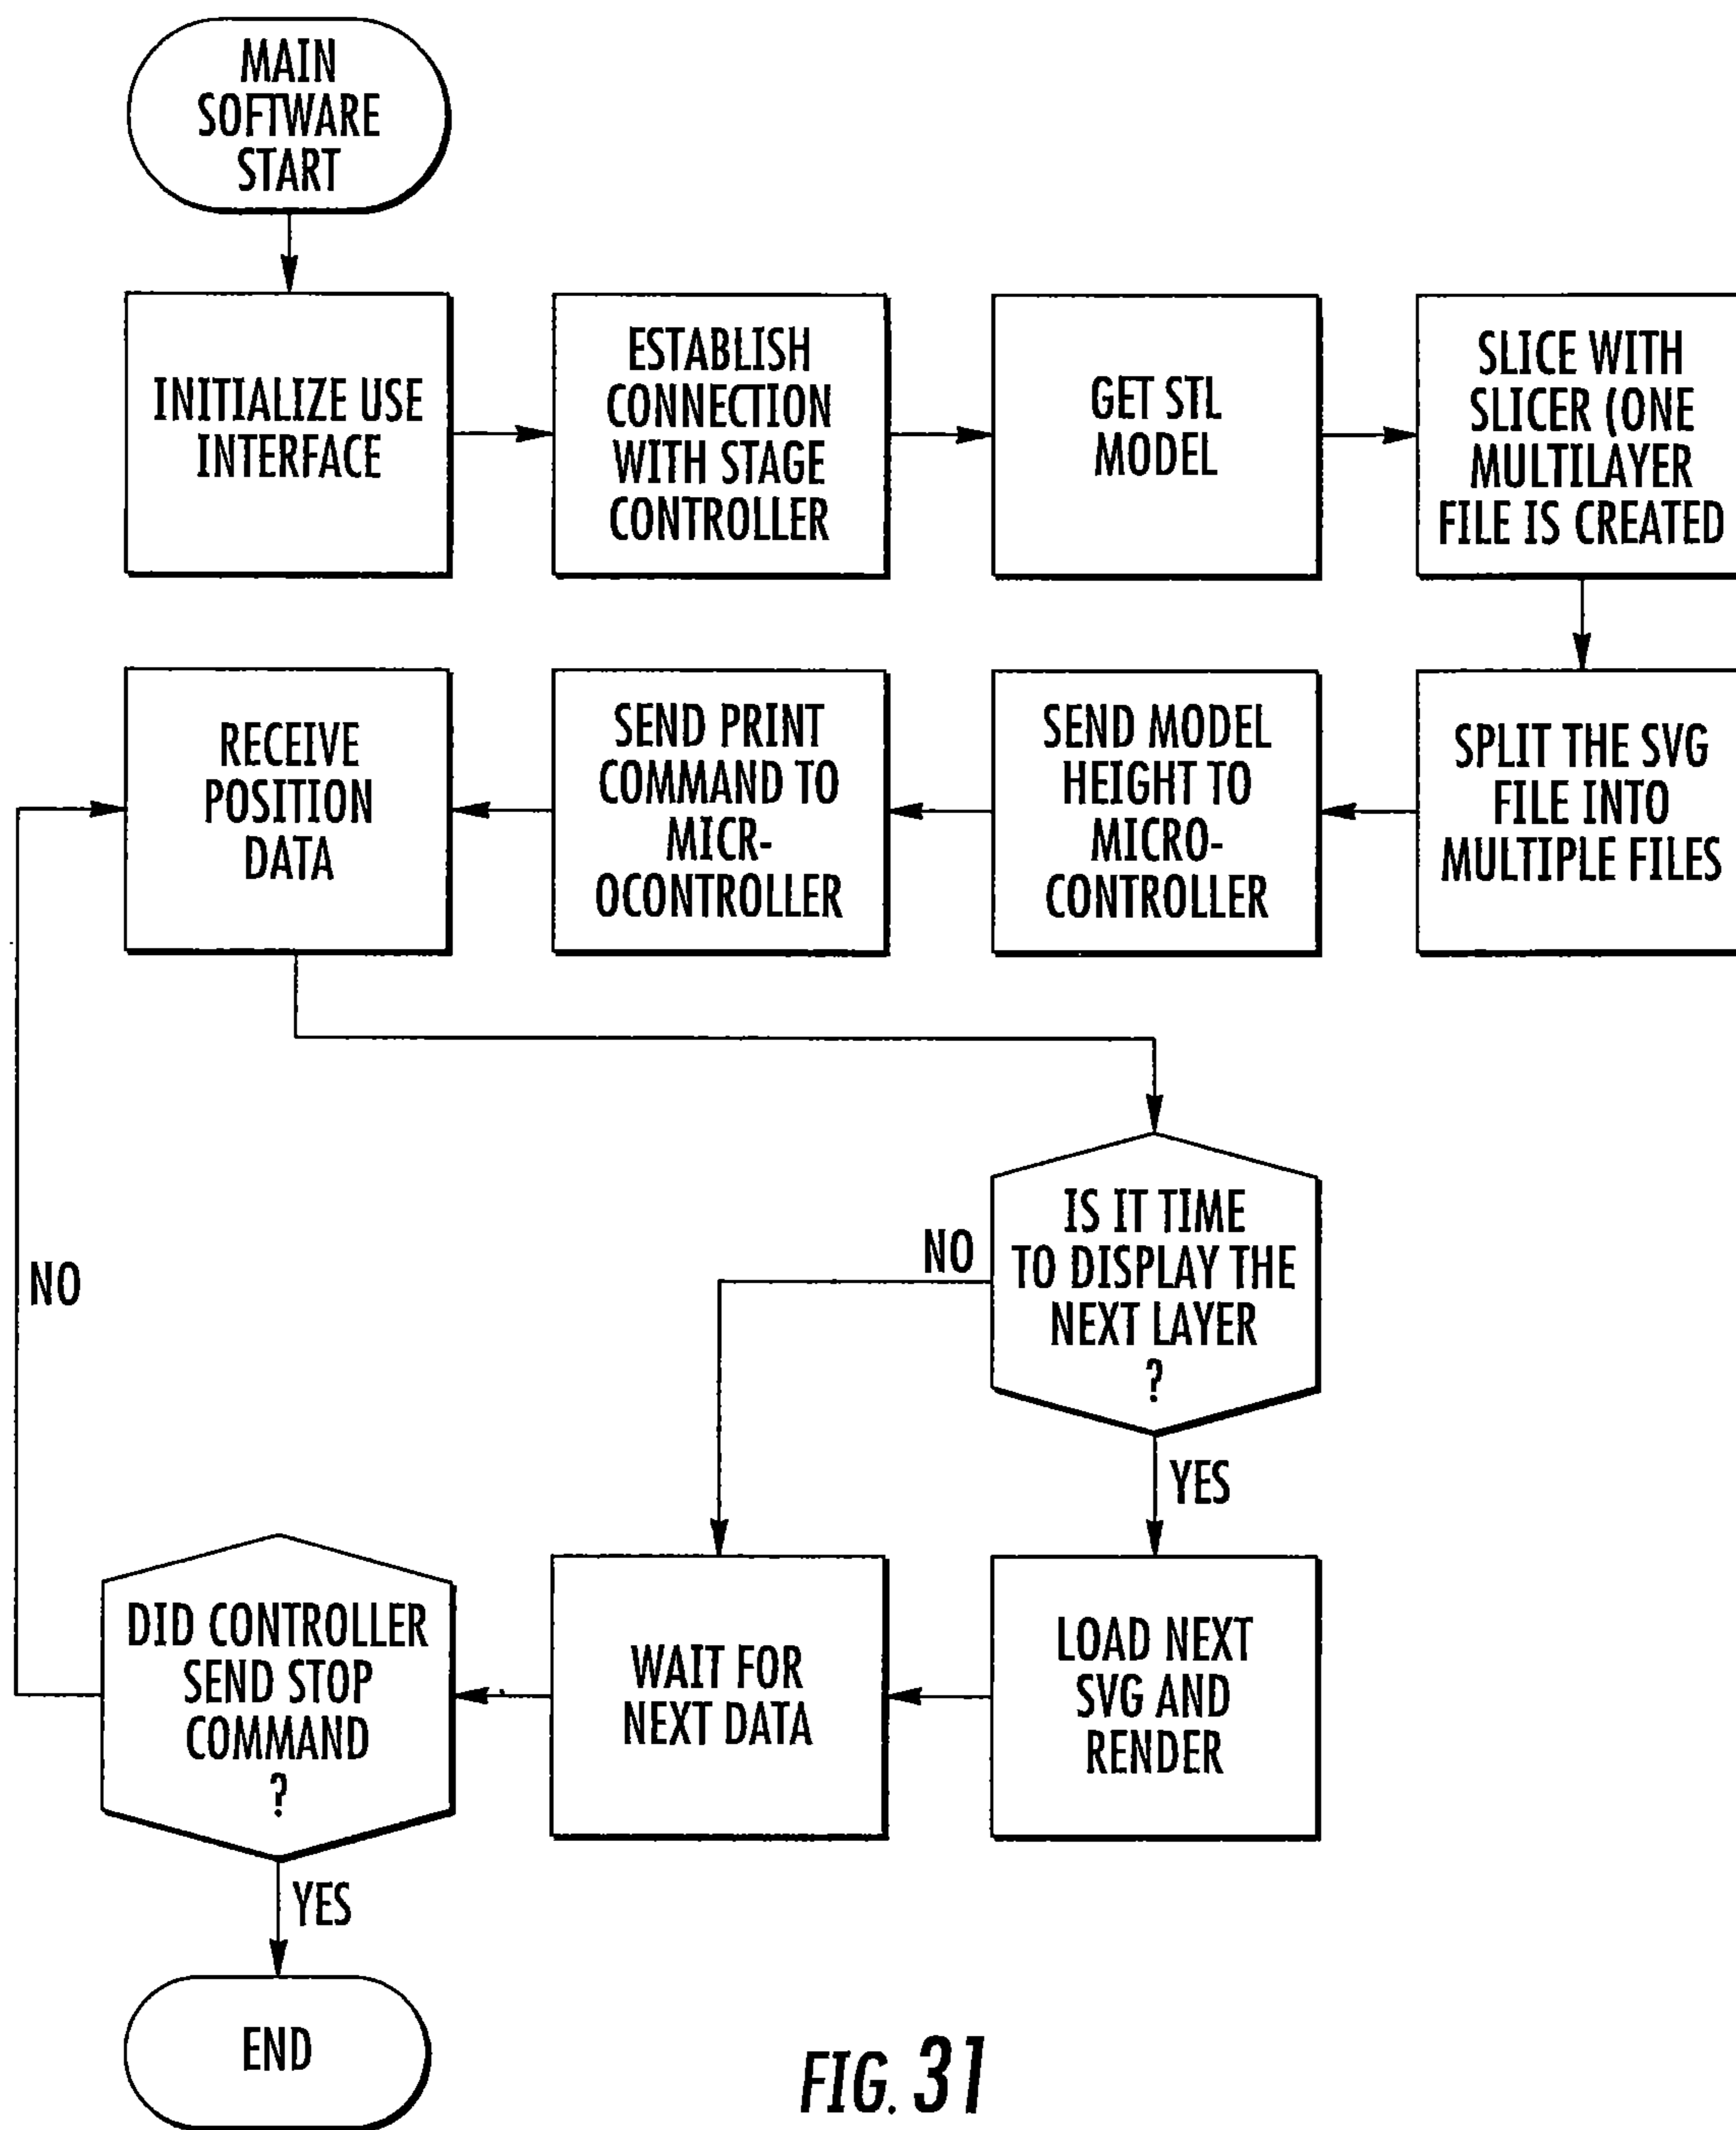 MAIN
SOFTWARE
START
INITIALIZE USE
INTERFACE
ESTABLISH
CONNECTION
WITH STAGE
CONTROLLER
GET STL
MODEL
SLICE WITH
SLICER (ONE
MULTILAYER
FILE IS CREATED
SPLIT THE SVG
FILE INTO
MULTIPLE FILES
SEND MODEL
HEIGHT TO
MICRO-
CONTROLLER
SEND PRINT
COMMAND TO
MICR-
OCONTROLLER
RECEIVE
POSITION
DATA
IS IT TIME
TO DISPLAY THE
NEXT LAYER
?
NO
YES
LOAD NEXT
SVG AND
RENDER
WAIT FOR
NEXT DATA
DID CONTROLLER
SEND STOP
COMMAND
?
NO
YES
END
FIG. 31